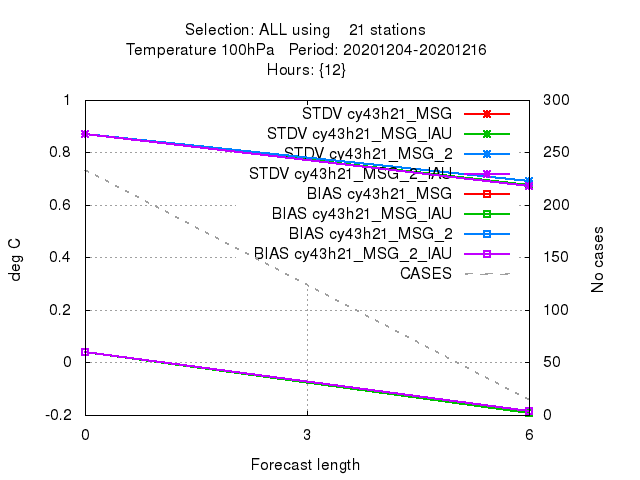 Selection: ALL using    21 stations
Temperature 100hPa   Period: 20201204-20201216
Hours: {12}
1
0.8
0.6
0.4
0.2
0
-0.2
300
250
200
150
100
50
0
STDV cy43h21_MSG
STDV cy43h21_MSG_IAU
STDV cy43h21_MSG_2
STDV cy43h21_MSG_2_IAU
BIAS cy43h21_MSG
BIAS cy43h21_MSG_IAU
BIAS cy43h21_MSG_2
BIAS cy43h21_MSG_2_IAU
CASES
deg C
No cases
0
3
6
Forecast length